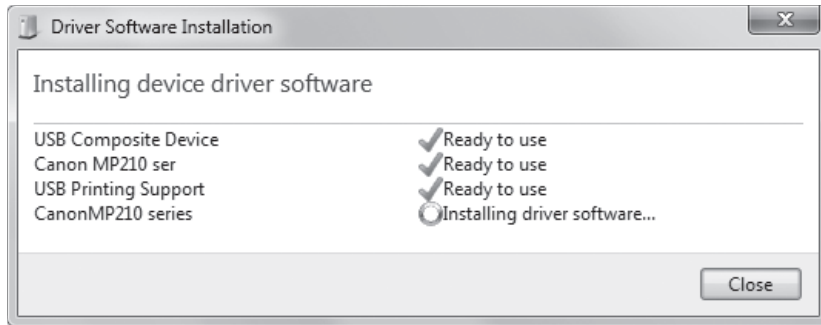 Driver Software Installation
Installing device driver software
USB Composite Device Ready to use
Canon MP210 ser Ready to use
USB Printing Support Ready to use
CanonMP210 series Installing driver software...
Close